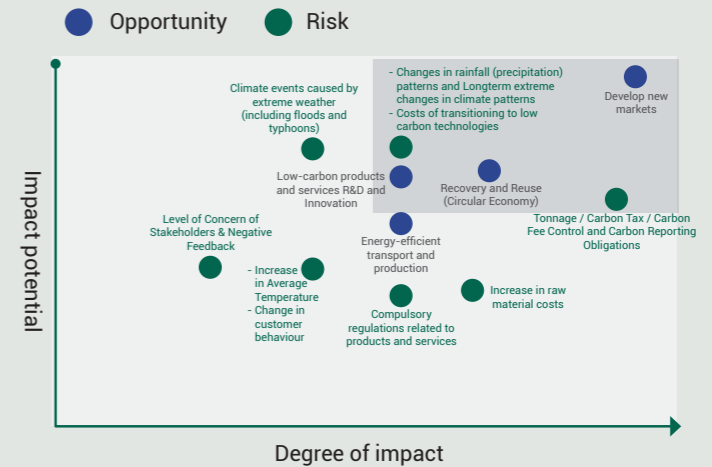 Opportunity
Risk
Climate events caused by
extreme weather
(including floods and
typhoons)
- Changes in rainfall (precipitation)
patterns and Longterm extreme
changes in climate patterns
- Costs of transitioning to low
carbon technologies
Develop new
markets
Low-carbon products
and services R&D and
Innovation
Recovery and Reuse
(Circular Economy)
Tonnage / Carbon Tax / Carbon
Fee Control and Carbon Reporting
Obligations
Level of Concern of
Stakeholders & Negative
Feedback
Energy-efficient
transport and
production
- Increase
in Average
Temperature
- Change in
customer
behaviour
Increase in raw
material costs
Compulsory
regulations related to
products and services
Impact potential
Degree of impact